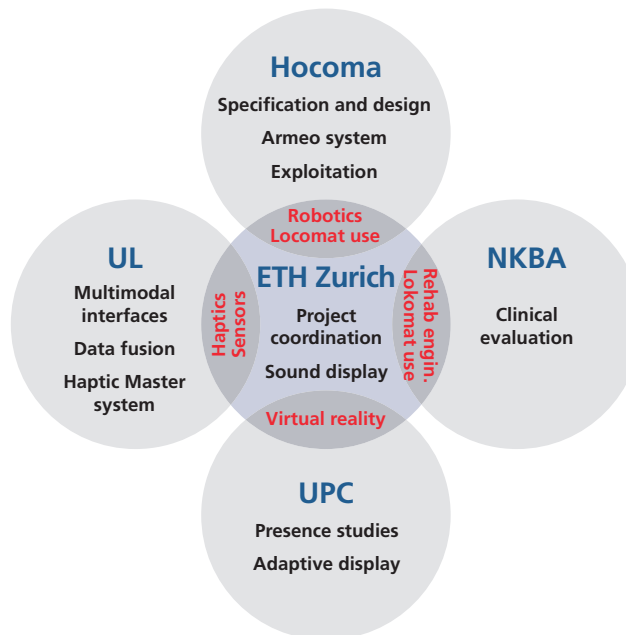 Hocoma
Specification and design
Armeo system
Exploitation
Robotics
Locomat use
UL
Multimodal
interfaces
Data fusion
Haptic Master
system
Haptics
Sensors
ETH Zurich
Project
coordination
Sound display
Rehab engin.
Lokomat use
NKBA
Clinical
evaluation
Virtual reality
UPC
Presence studies
Adaptive display